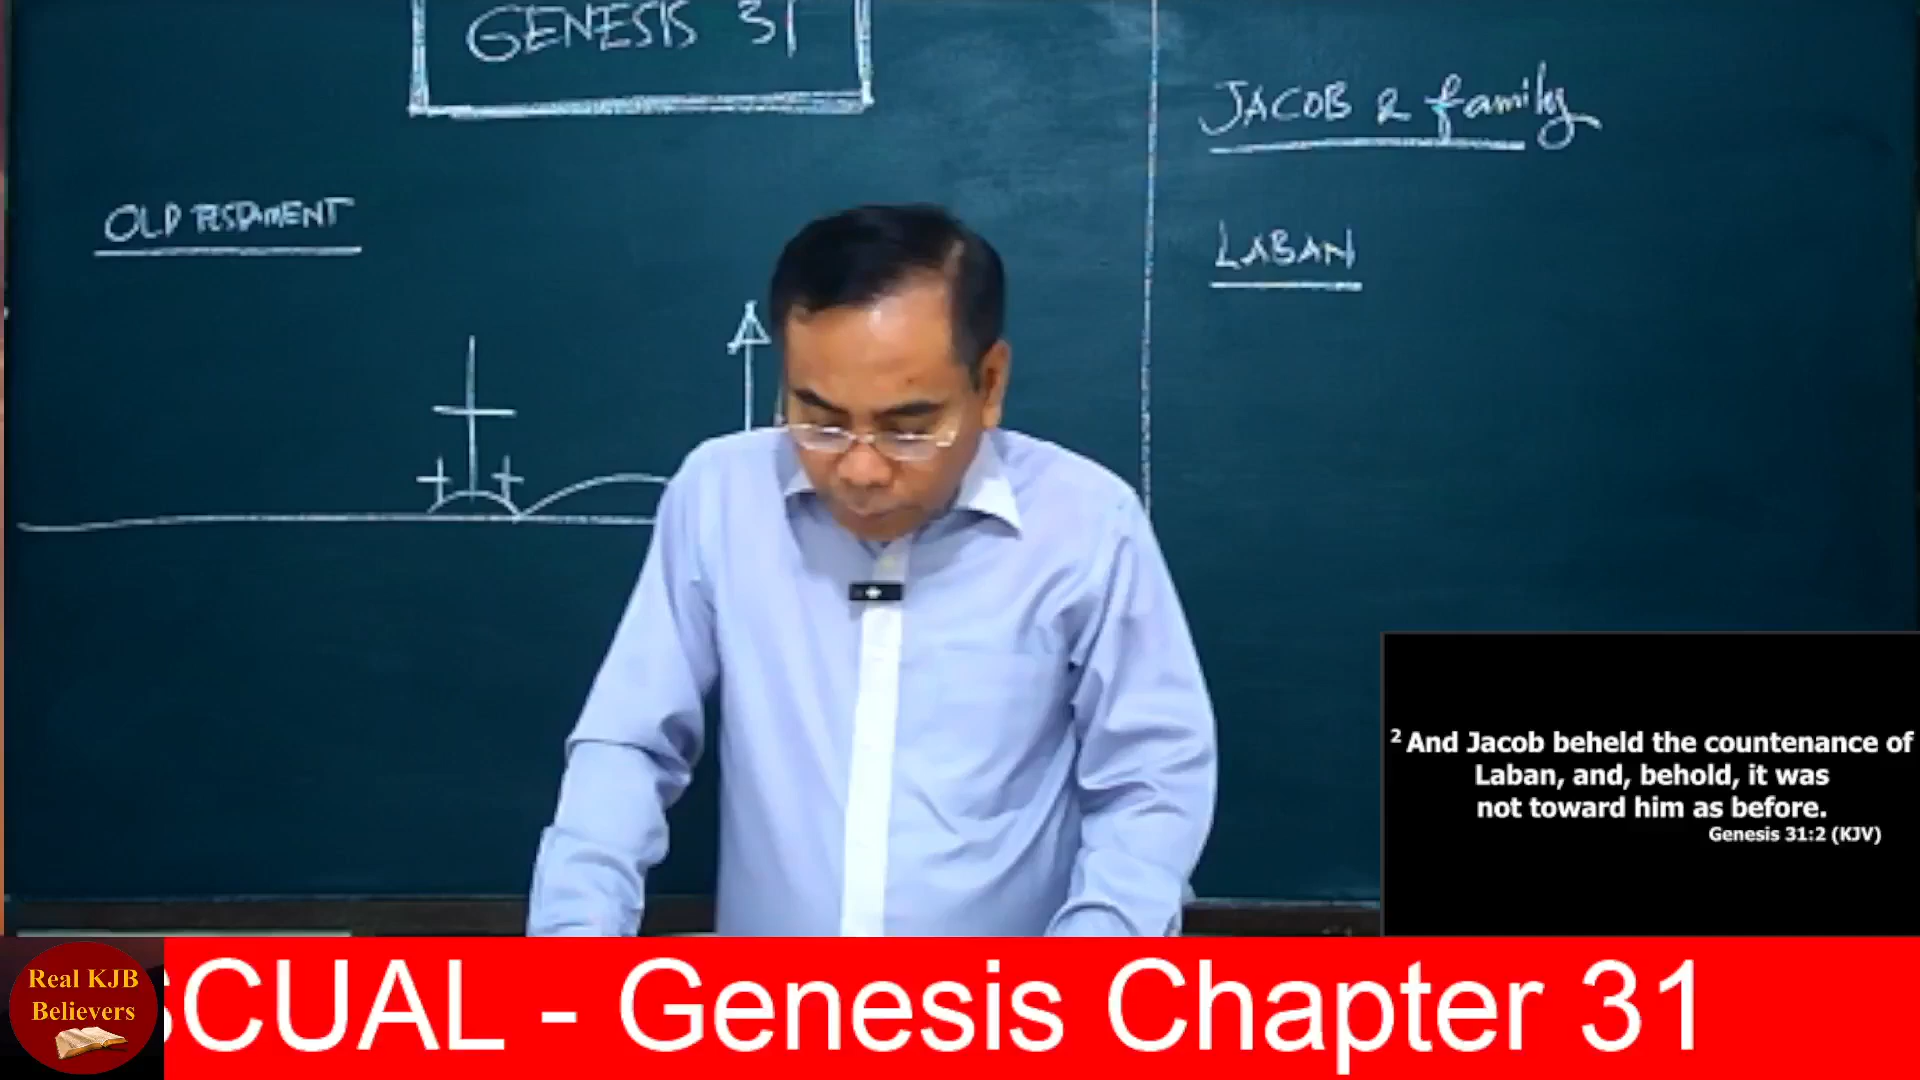 GENESIS 31
JACOB & family
OLD TESTAMENT
LABAN
2 And Jacob beheld the countenance of
Laban, and, behold, it was
not toward him as before.
Genesis 31:2 (KJV)
Real KJB
Believers
SCUAL - Genesis Chapter 31